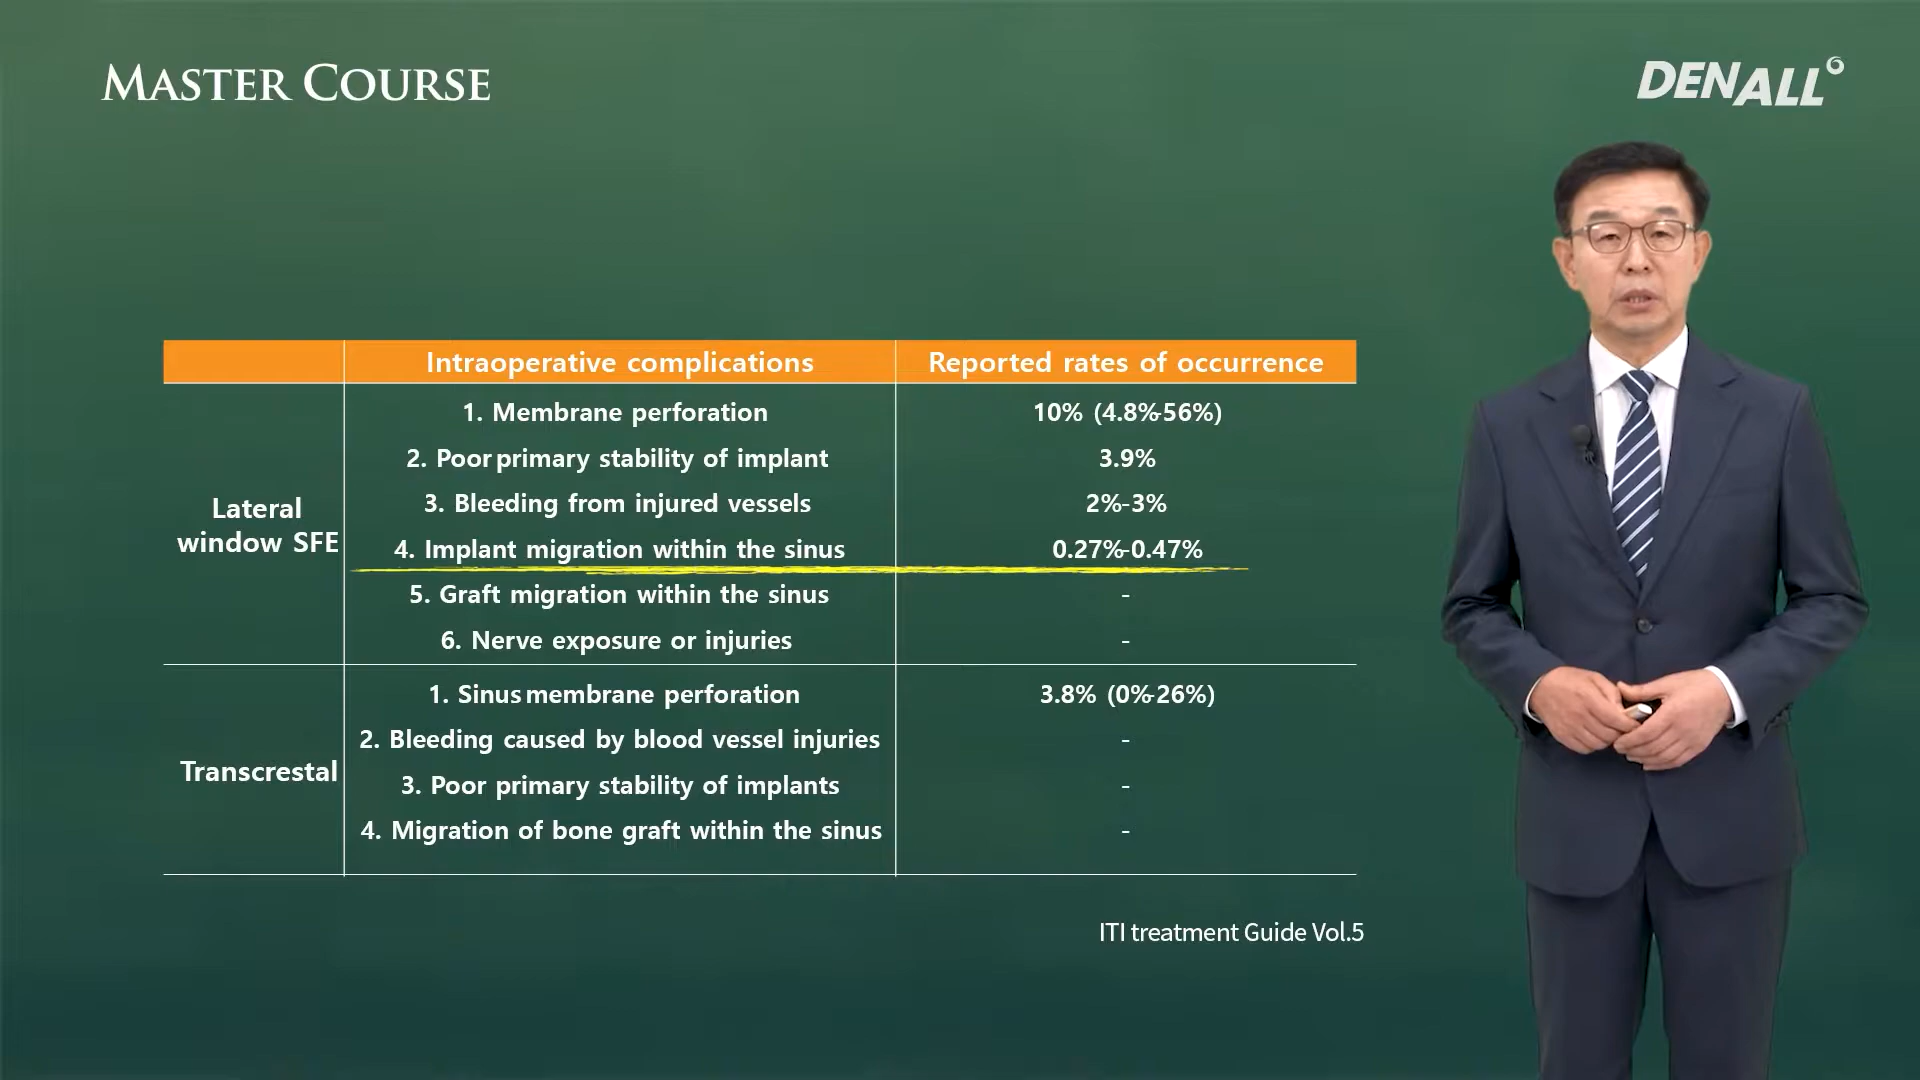 MASTER COURSE
DENALL
Intraoperative complications Reported rates of occurrence
Lateral window SFE
1. Membrane perforation 10% (4.8%-56%)
2. Poor primary stability of implant 3.9%
3. Bleeding from injured vessels 2%-3%
4. Implant migration within the sinus 0.27%-0.47%
5. Graft migration within the sinus -
6. Nerve exposure or injuries -
Transcrestal
1. Sinus membrane perforation 3.8% (0%-26%)
2. Bleeding caused by blood vessel injuries -
3. Poor primary stability of implants -
4. Migration of bone graft within the sinus -
ITI treatment Guide Vol.5